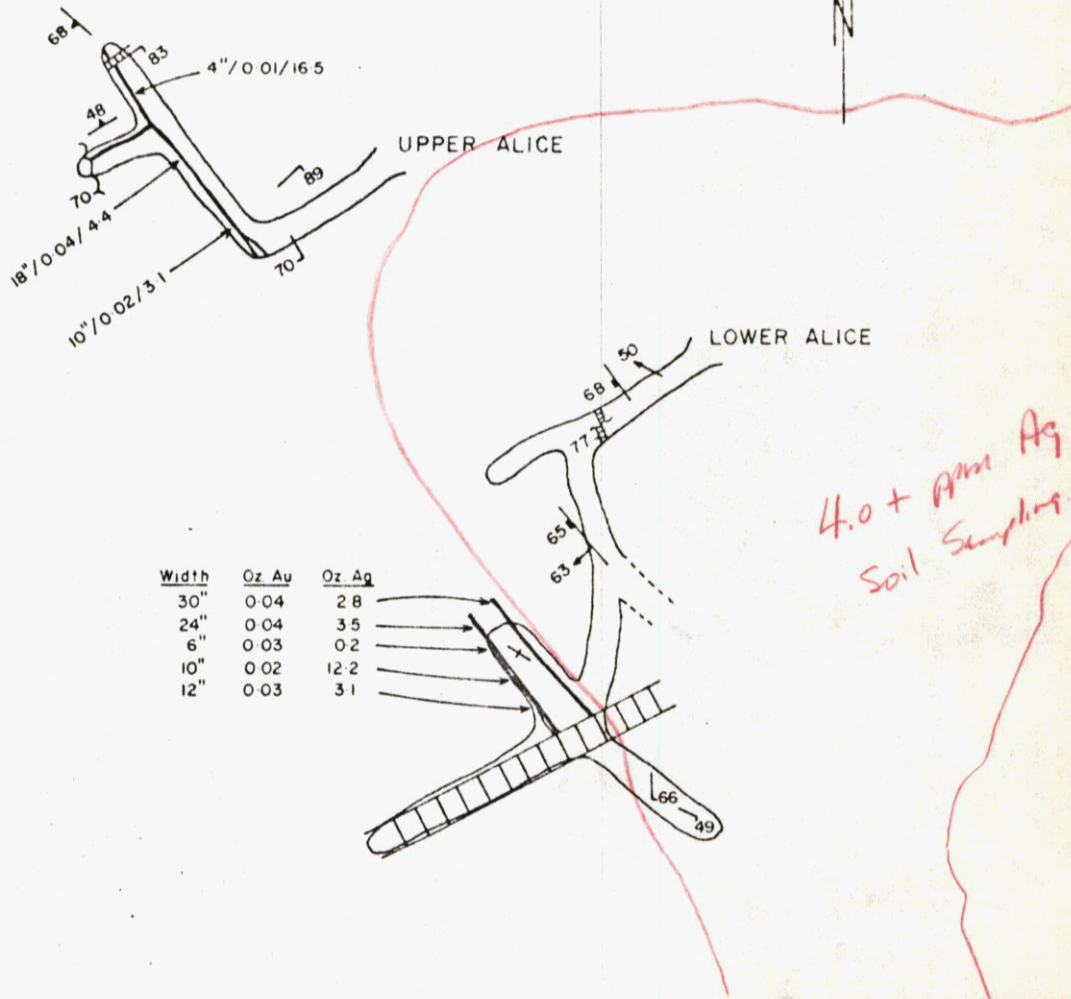 N
68
83
4"/0·01/16·5
48
UPPER ALICE
89
70
18"/0·04/4·4
70
10"/0·02/3·1
LOWER ALICE
50
68
77
4.0 + ppm Ag
Soil Sampling
65
63
Width Oz. Au Oz. Ag
30" 0·04 2·8
24" 0·04 3·5
6" 0·03 0·2
10" 0·02 12·2
12" 0·03 3·1
66
49